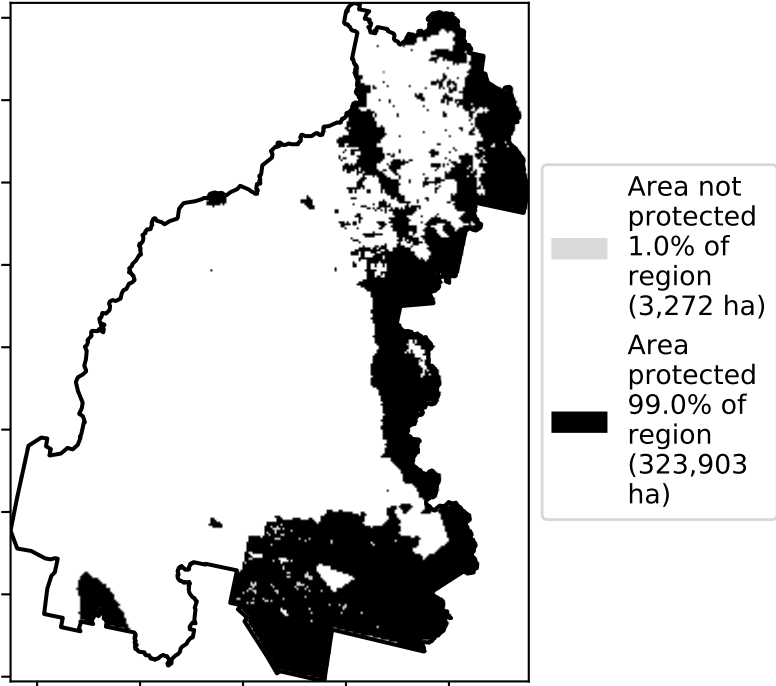 Area not
protected
1.0% of
region
(3,272 ha)
Area
protected
99.0% of
region
(323,903
ha)